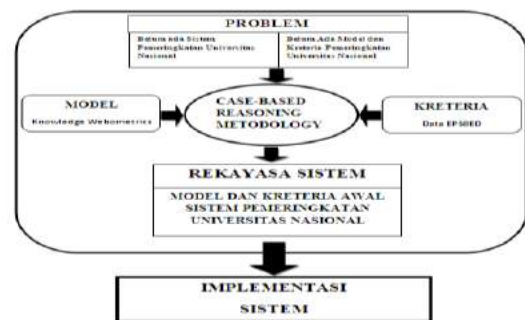 PROBLEM
Belum ada Sistem
Pemeringkatan Universitas
Nasional
Belum Ada Model dan
Kreteria Pemeringkatan
Universitas Nasional
MODEL
Knowledge Webometrics
CASE-BASED
REASONING
METODOLOGY
KRETERIA
Data EPSBED
REKAYASA SISTEM
MODEL DAN KRETERIA AWAL
SISTEM PEMERINGKATAN
UNIVERSITAS NASIONAL
IMPLEMENTASI
SISTEM